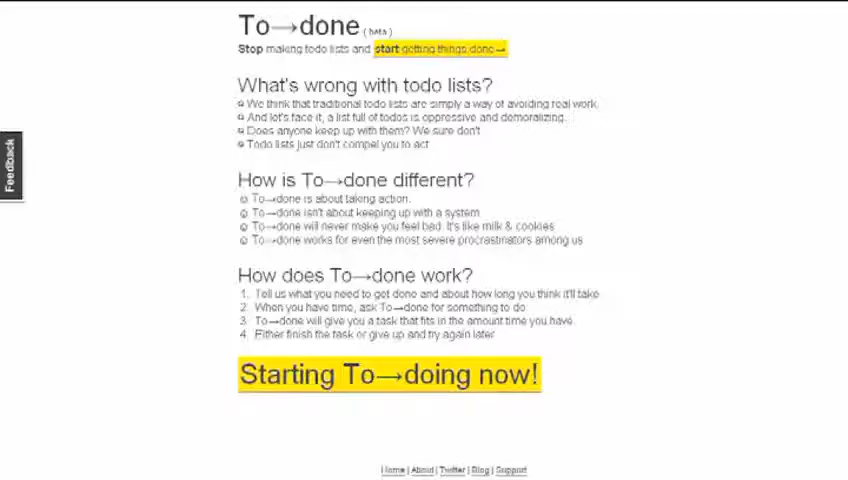 To→done ( beta )
Stop making todo lists and start getting things done→
What's wrong with todo lists?
We think that traditional todo lists are simply a way of avoiding real work.
And let's face it, a list full of todos is oppressive and demoralizing.
Does anyone keep up with them? We sure don't
Todo lists just don't compel you to act
How is To→done different?
To→done is about taking action.
To→done isn't about keeping up with a system
To→done will never make you feel bad. It's like milk & cookies
To→done works for even the most severe procrastinators among us
How does To→done work?
1. Tell us what you need to get done and about how long you think it'll take
2. When you have time, ask To→done for something to do
3. To→done will give you a task that fits in the amount time you have.
4. Either finish the task or give up and try again later
Starting To→doing now!
Home | About | Twitter | Blog | Support
Feedback